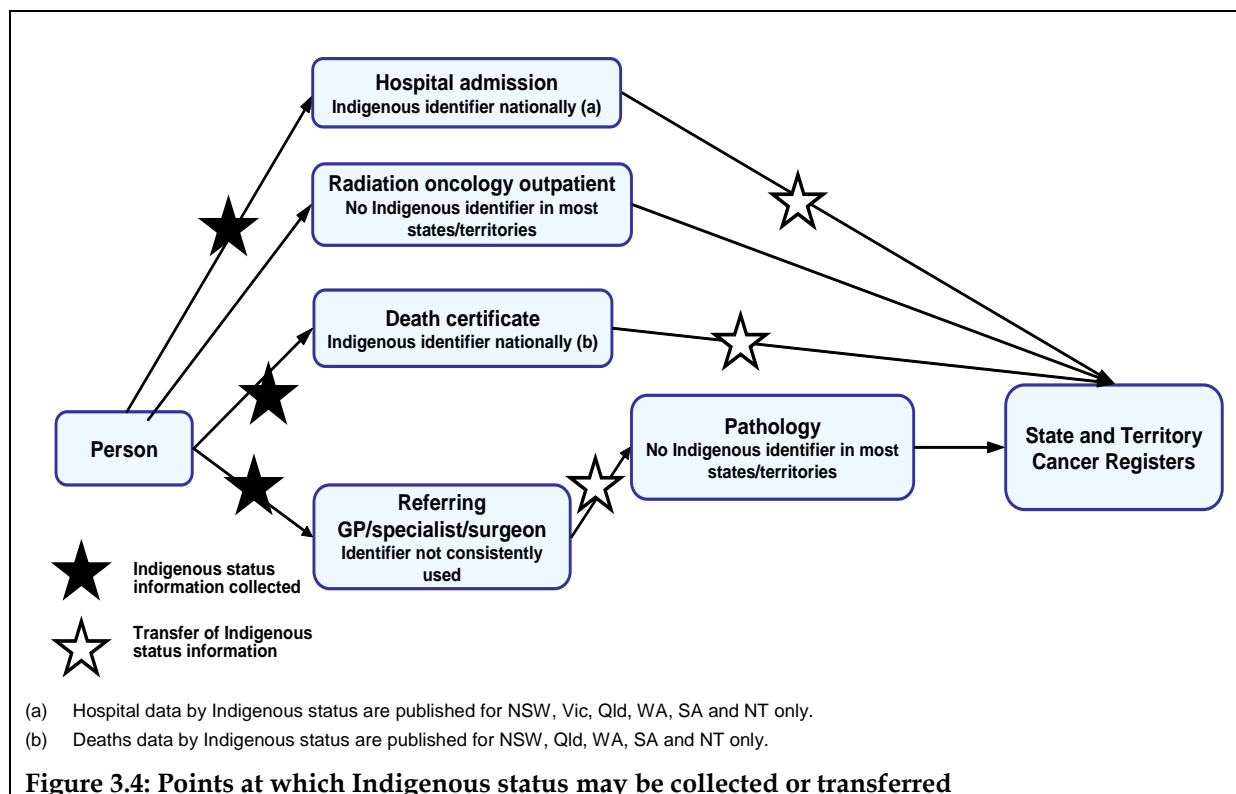 Hospital admission
Indigenous identifier nationally (a)
Radiation oncology outpatient
No Indigenous identifier in most
states/territories
Death certificate
Indigenous identifier nationally (b)
Person
Pathology
No Indigenous identifier in most
states/territories
State and Territory
Cancer Registers
Referring
GP/specialist/surgeon
Identifier not consistently
used
Indigenous status
information collected
Transfer of Indigenous
status information
(a) Hospital data by Indigenous status are published for NSW, Vic, Qld, WA, SA and NT only.
(b) Deaths data by Indigenous status are published for NSW, Qld, WA, SA and NT only.
Figure 3.4: Points at which Indigenous status may be collected or transferred